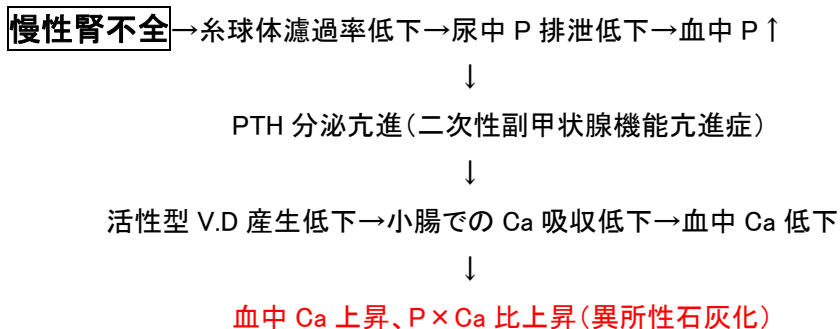 慢性腎不全→糸球体濾過率低下→尿中 P 排泄低下→血中 P↑
↓
PTH 分泌亢進(二次性副甲状腺機能亢進症)
↓
活性型 V.D 産生低下→小腸での Ca 吸収低下→血中 Ca 低下
↓
血中 Ca 上昇、P×Ca 比上昇(異所性石灰化)